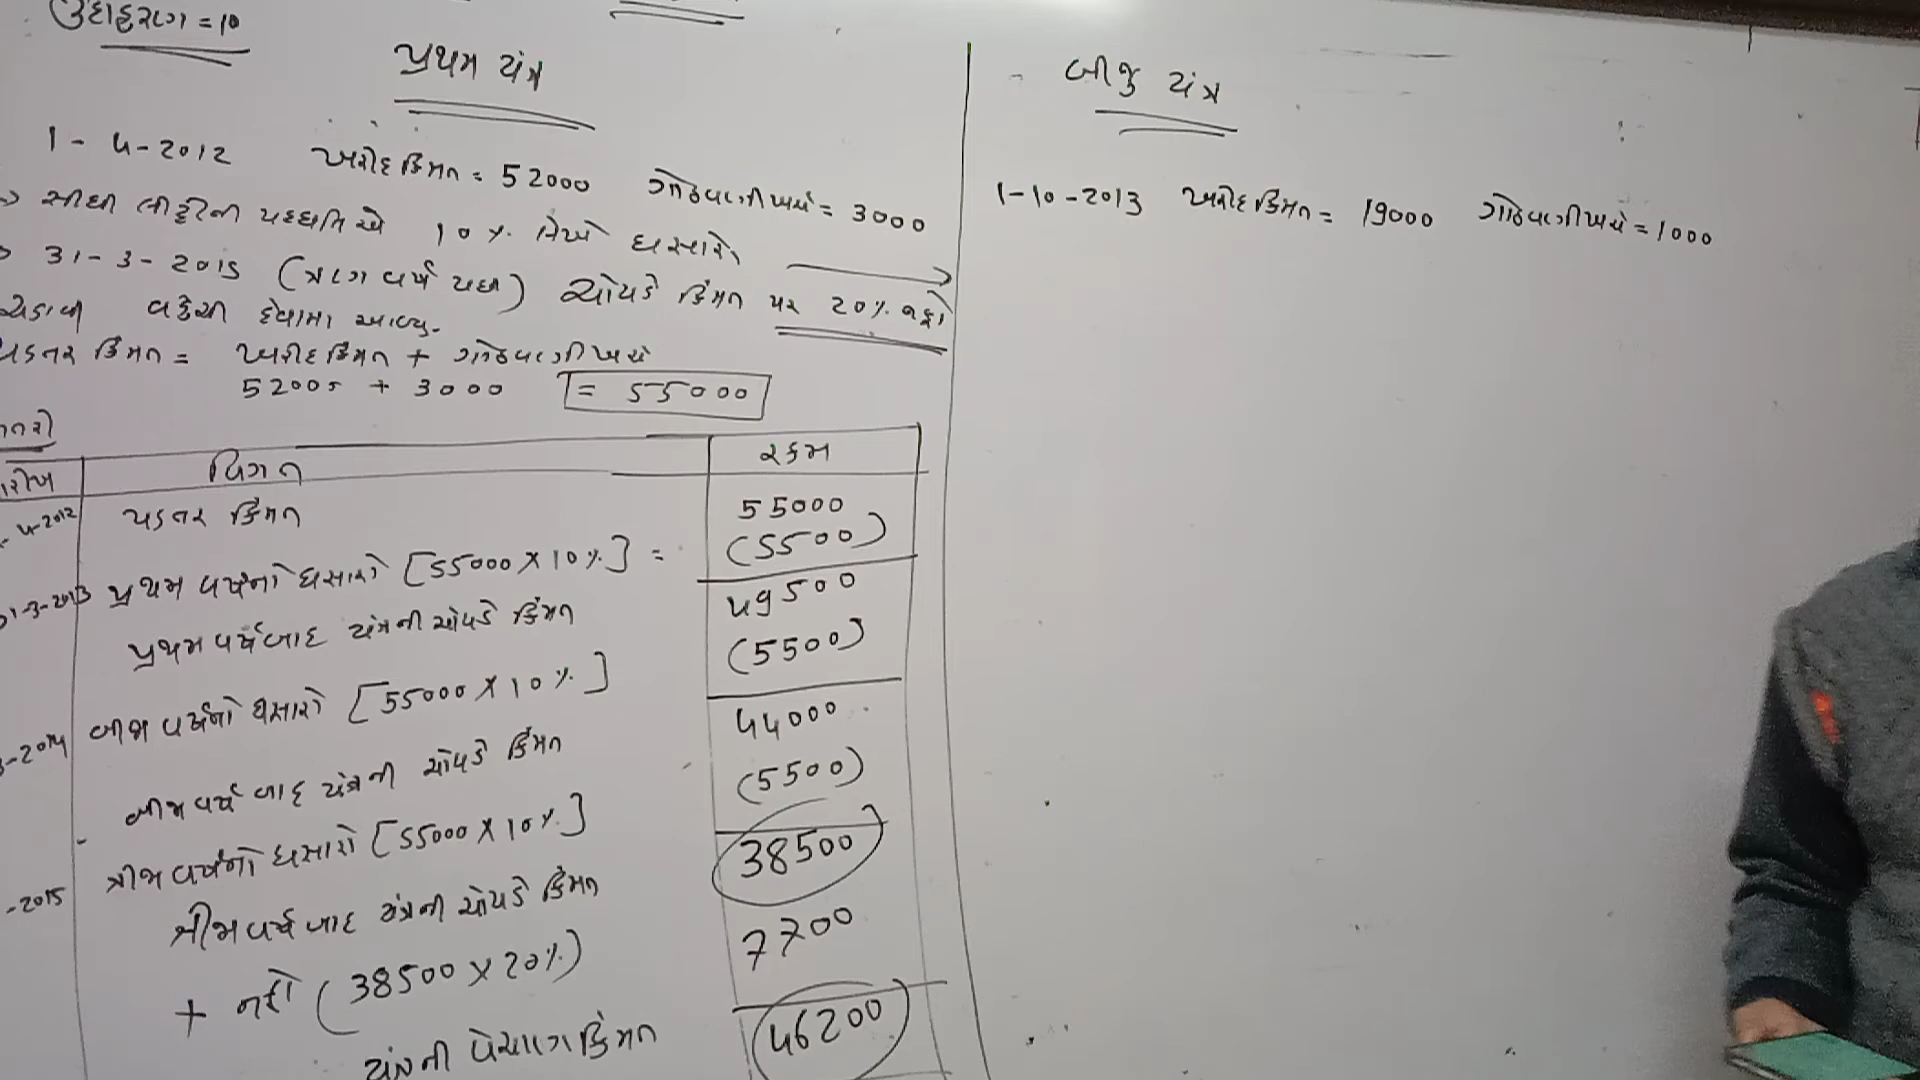 ઉદાહરણ = 10
પ્રથમ યંત્ર
1-4-2012 ખરીદ કિંમત = 52000 ગોઠવણી ખર્ચ = 3000
→ સીધી લીટીની પદ્ધતિએ 10 %. લેખે ઘસારો
31-3-2015 (ત્રણ વર્ષ પછી) ચોપડે કિંમત પર 20%. નફો
ચડાવી વહેચી દેવામા આવ્યુ.
પડતર કિંમત = ખરીદ કિંમત + ગોઠવણી ખર્ચ
52000 + 3000 = 55000
વિગત રકમ
4-2012 પડતર કિંમત 55000
31-3-2013 પ્રથમ વર્ષનો ઘસારો [55000 X 10 %.] = (5500)
પ્રથમ વર્ષ બાદ યંત્રની ચોપડે કિંમત 49500
-2014 બીજા વર્ષનો ઘસારો [55000 X 10 %.] (5500)
બીજા વર્ષ બાદ યંત્રની ચોપડે કિંમત 44000
-2015 ત્રીજા વર્ષનો ઘસારો [55000 X 10 %.] (5500)
ત્રીજા વર્ષ બાદ યંત્રની ચોપડે કિંમત 38500
+ નફો (38500 X 20%) 7700
યંત્રની વેચાણ કિંમત 46200
બીજુ યંત્ર
1-10-2013 ખરીદ કિંમત = 19000 ગોઠવણી ખર્ચ = 1000